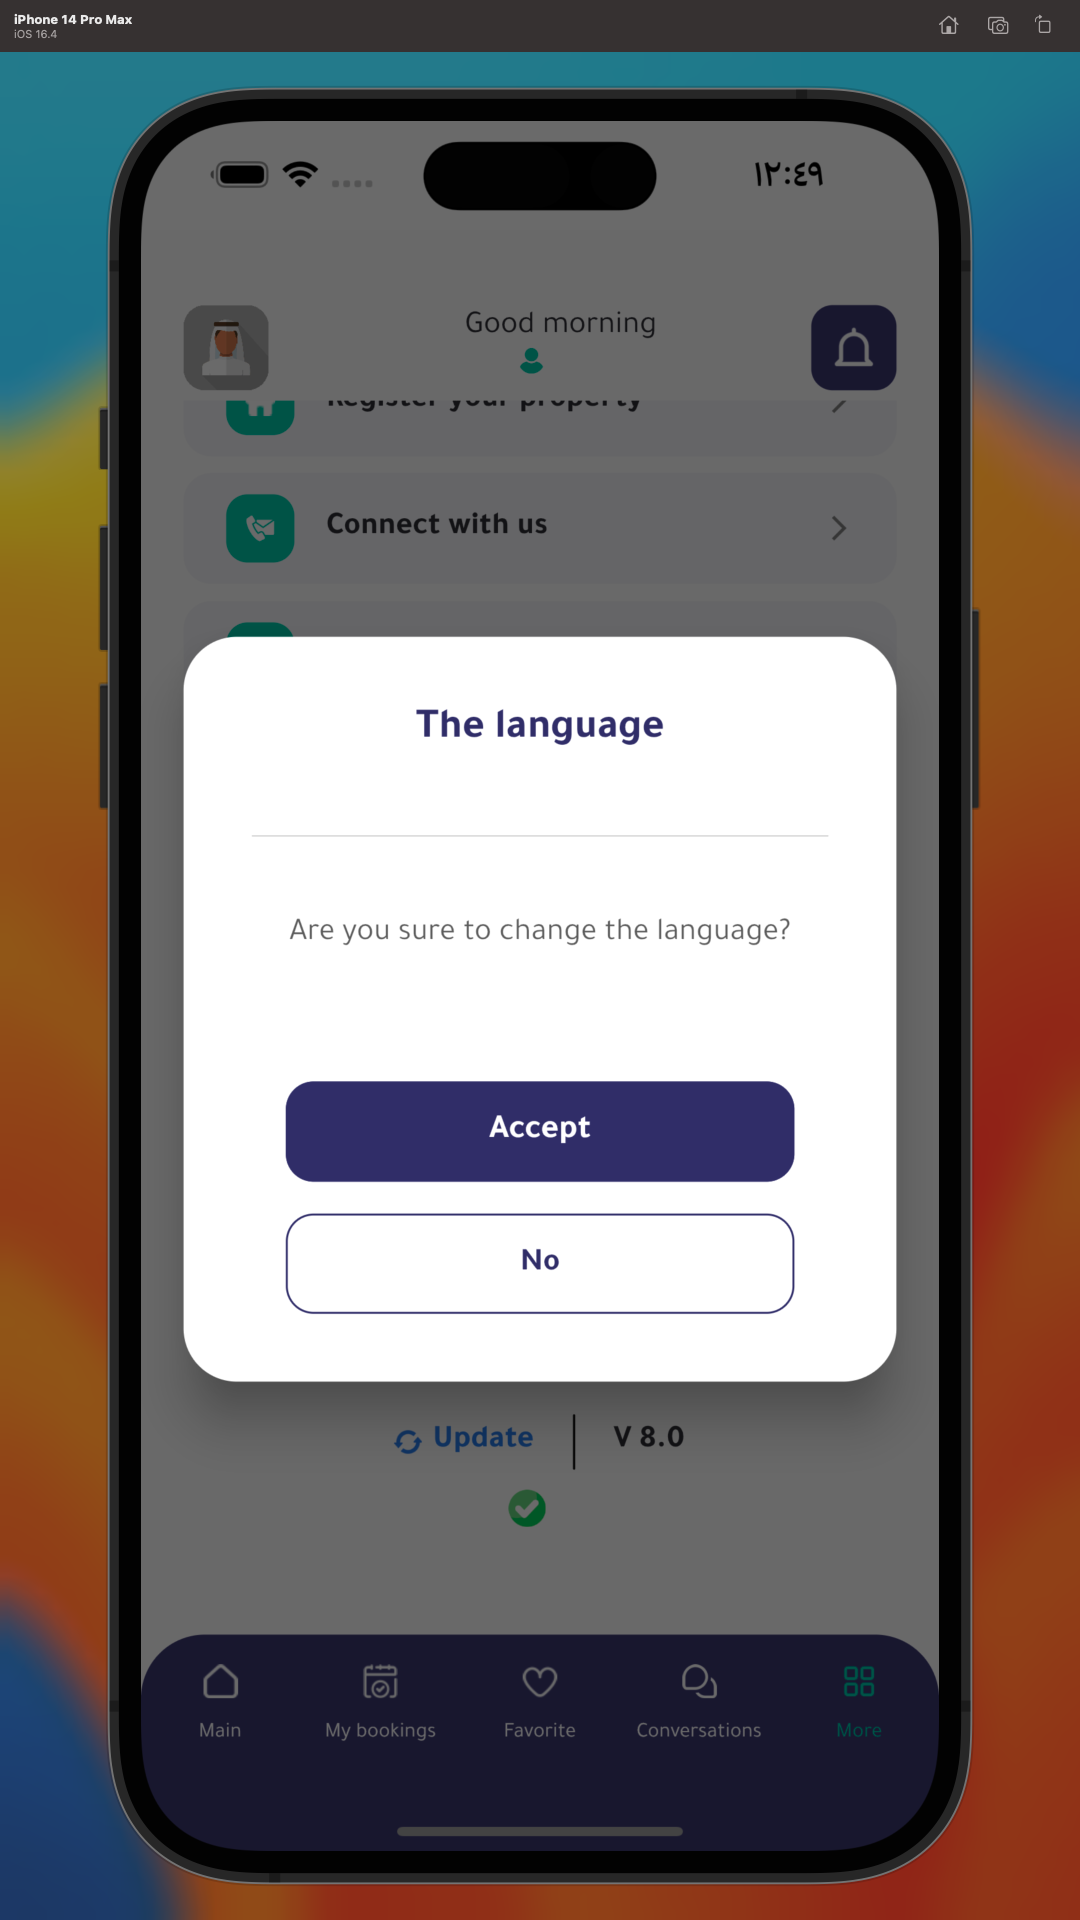 iPhone 14 Pro Max
iOS 16.4
١٢:٤٩
Good morning
Register your property
Connect with us
The language
Are you sure to change the language?
Accept
No
Update
V 8.0
Main
My bookings
Favorite
Conversations
More